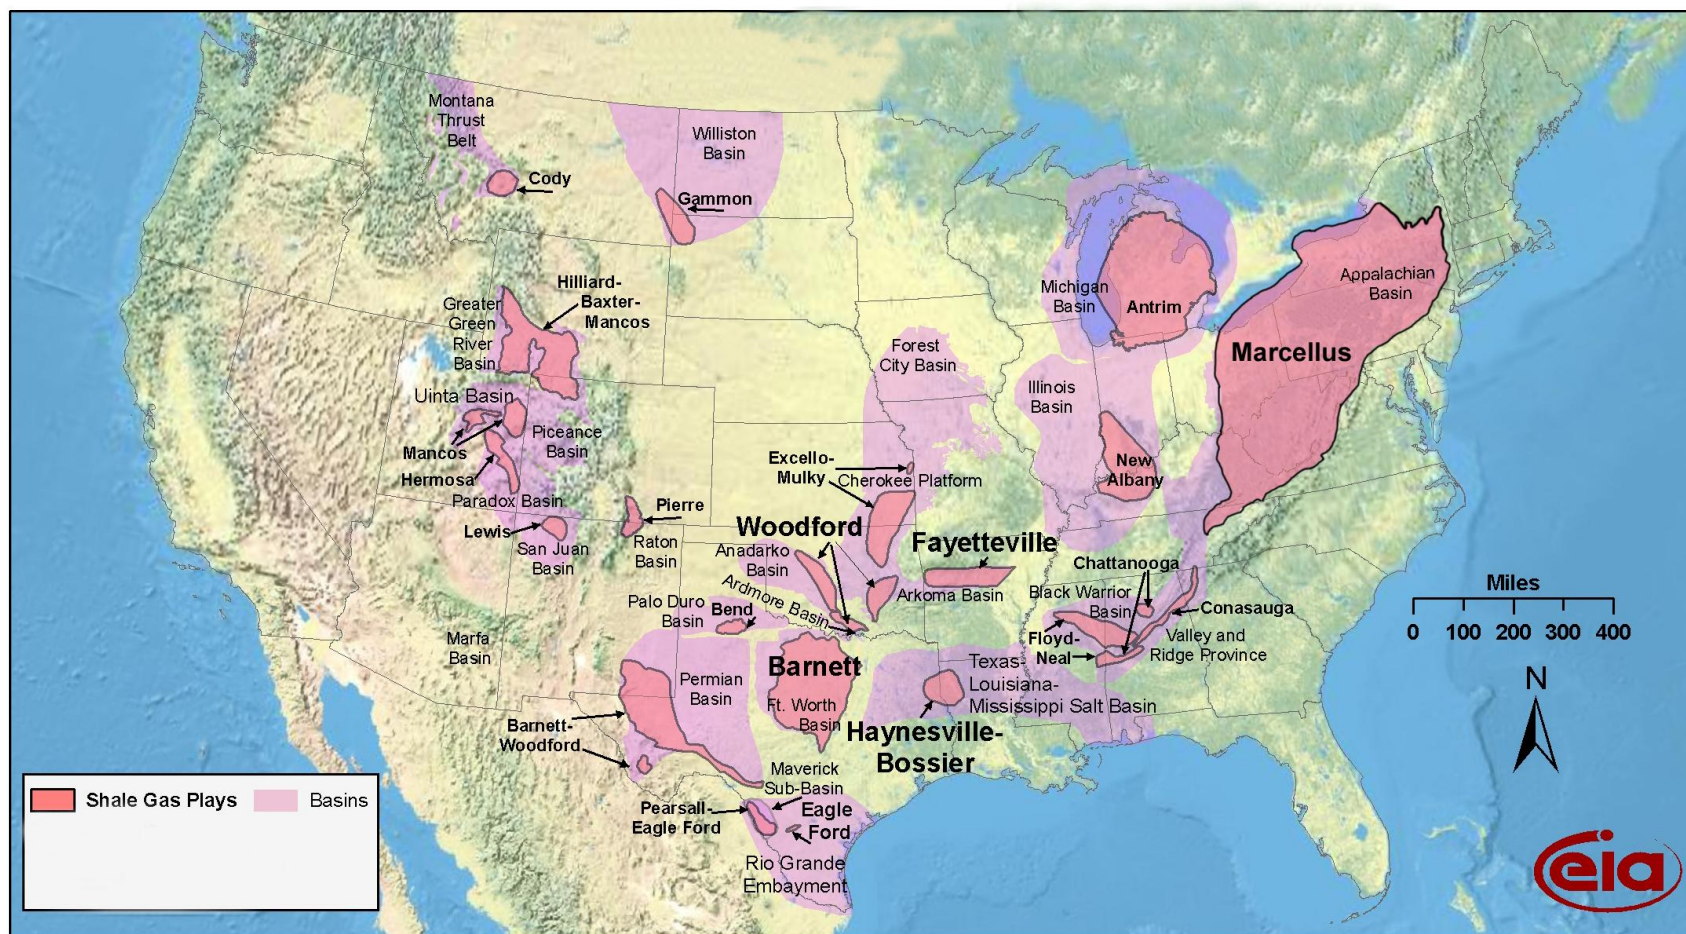 Montana
Thrust
Belt
Cody
Williston
Basin
Gammon
Hilliard-
Baxter-
Mancos
Greater
Green
River
Basin
Uinta Basin
Mancos
Piceance
Basin
Hermosa
Paradox Basin
Lewis
San Juan
Basin
Pierre
Raton
Basin
Forest
City Basin
Excello-
Mulky
Cherokee Platform
Woodford
Anadarko
Basin
Ardmore Basin
Palo Duro
Basin
Bend
Fayetteville
Arkoma Basin
Michigan
Basin
Antrim
Illinois
Basin
New
Albany
Appalachian
Basin
Marcellus
Chattanooga
Black Warrior
Basin
Conasauga
Floyd-
Neal
Valley and
Ridge Province
Miles
0 100 200 300 400
N
Marfa
Basin
Permian
Basin
Barnett
Ft. Worth
Basin
Texas-
Louisiana-
Mississippi Salt Basin
Haynesville-
Bossier
Barnett-
Woodford
Maverick
Sub-Basin
Pearsall-
Eagle Ford
Eagle
Ford
Rio Grande
Embayment
Shale Gas Plays
Basins
eia